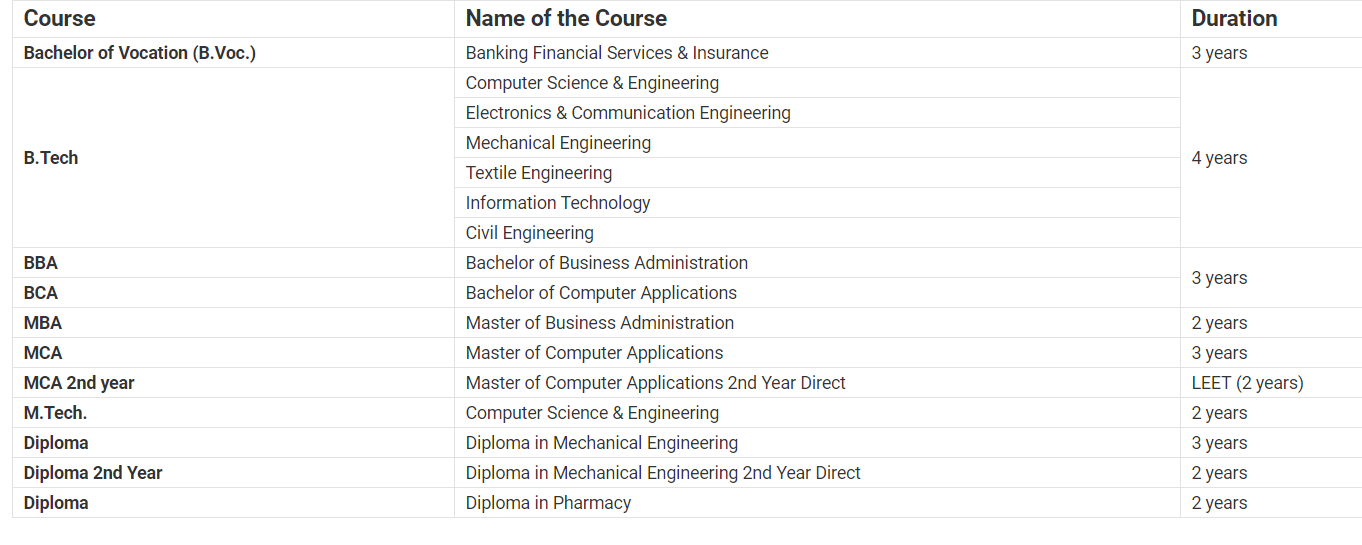 Course Name of the Course Duration
Bachelor of Vocation (B.Voc.) Banking Financial Services & Insurance 3 years
Computer Science & Engineering
Electronics & Communication Engineering
Mechanical Engineering
B.Tech 4 years
Textile Engineering
Information Technology
Civil Engineering
BBA Bachelor of Business Administration
3 years
BCA Bachelor of Computer Applications
MBA Master of Business Administration 2 years
MCA Master of Computer Applications 3 years
MCA 2nd year Master of Computer Applications 2nd Year Direct LEET (2 years)
M.Tech. Computer Science & Engineering 2 years
Diploma Diploma in Mechanical Engineering 3 years
Diploma 2nd Year Diploma in Mechanical Engineering 2nd Year Direct 2 years
Diploma Diploma in Pharmacy 2 years